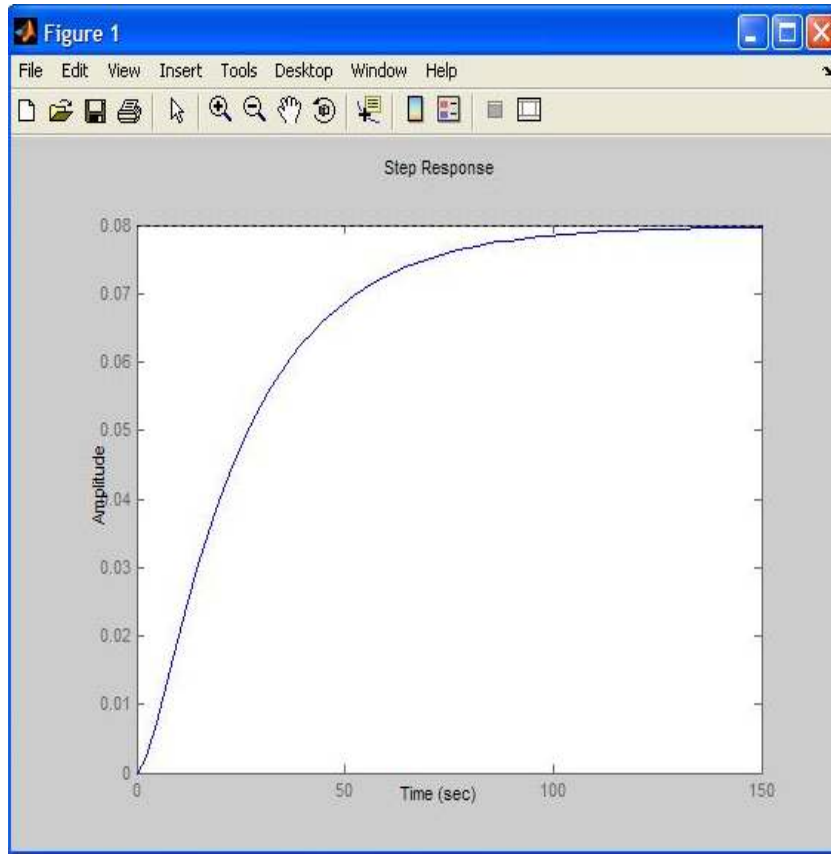 Figure 1
File Edit View Insert Tools Desktop Window Help
Step Response
0.08
0.07
0.06
0.05
Amplitude
0.04
0.03
0.02
0.01
0
0 50 100 150
Time (sec)